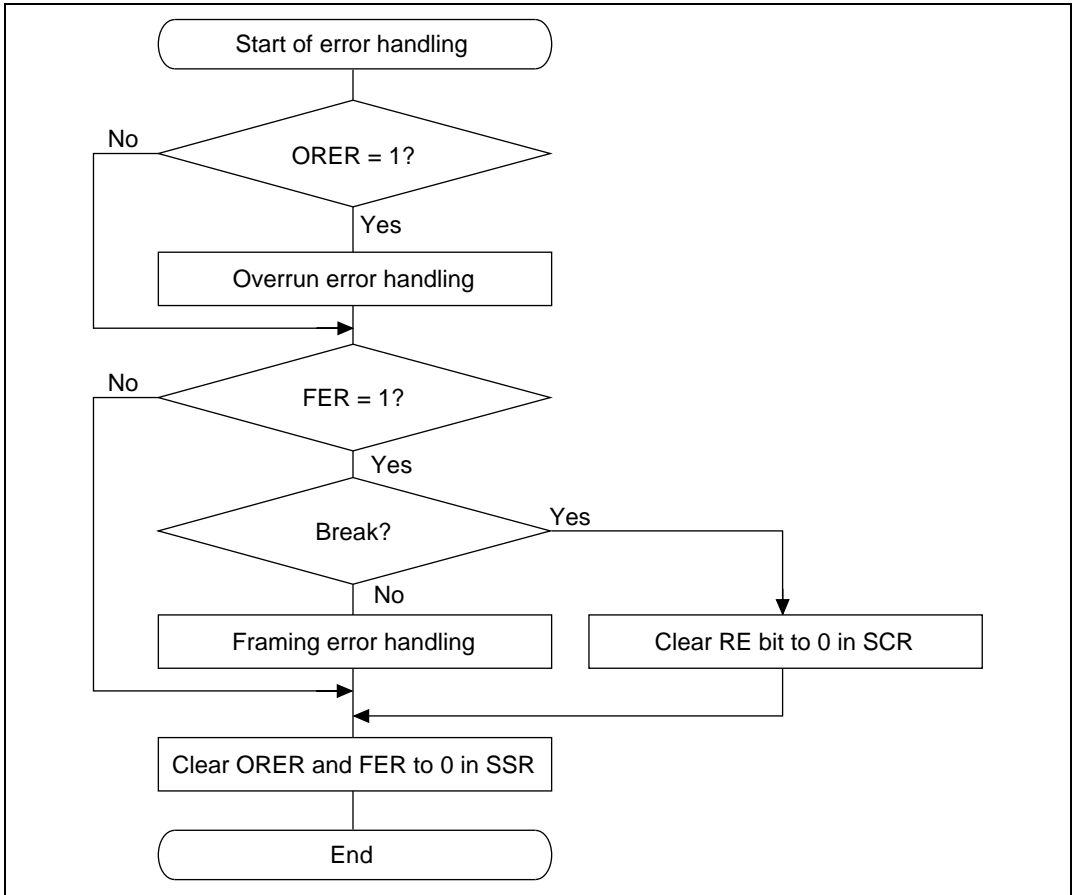 Start of error handling
No
ORER = 1?
Yes
Overrun error handling
No
FER = 1?
Yes
Break?
Yes
No
Framing error handling
Clear RE bit to 0 in SCR
Clear ORER and FER to 0 in SSR
End